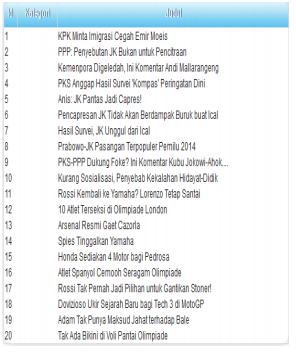 Kategori Judul
1 KPK Minta Imigrasi Cegah Emir Moeis
2 PPP: Penyebutan JK Bukan untuk Pencitraan
3 Kemenpora Digeledah, Ini Komentar Andi Mallarangeng
4 PKS Anggap Hasil Survei 'Kompas' Peringatan Dini
5 Anis: JK Pantas Jadi Capres!
6 Pencapresan JK Tidak Akan Berdampak Buruk buat Ical
7 Hasil Survei, JK Unggul dari Ical
8 Prabowo-JK Pasangan Terpopuler Pemilu 2014
9 PKS-PPP Dukung Foke? Ini Komentar Kubu Jokowi-Ahok....
10 Kurang Sosialisasi, Penyebab Kekalahan Hidayat-Didik
11 Rossi Kembali ke Yamaha? Lorenzo Tetap Santai
12 10 Atlet Terseksi di Olimpiade London
13 Arsenal Resmi Gaet Cazorla
14 Spies Tinggalkan Yamaha
15 Honda Sediakan 4 Motor bagi Pedrosa
16 Atlet Spanyol Cemooh Seragam Olimpiade
17 Rossi Tak Pernah Jadi Pilihan untuk Gantikan Stoner!
18 Dovizioso Ukir Sejarah Baru bagi Tech 3 di MotoGP
19 Adam Tak Punya Maksud Jahat terhadap Bale
20 Tak Ada Bikini di Voli Pantai Olimpiade